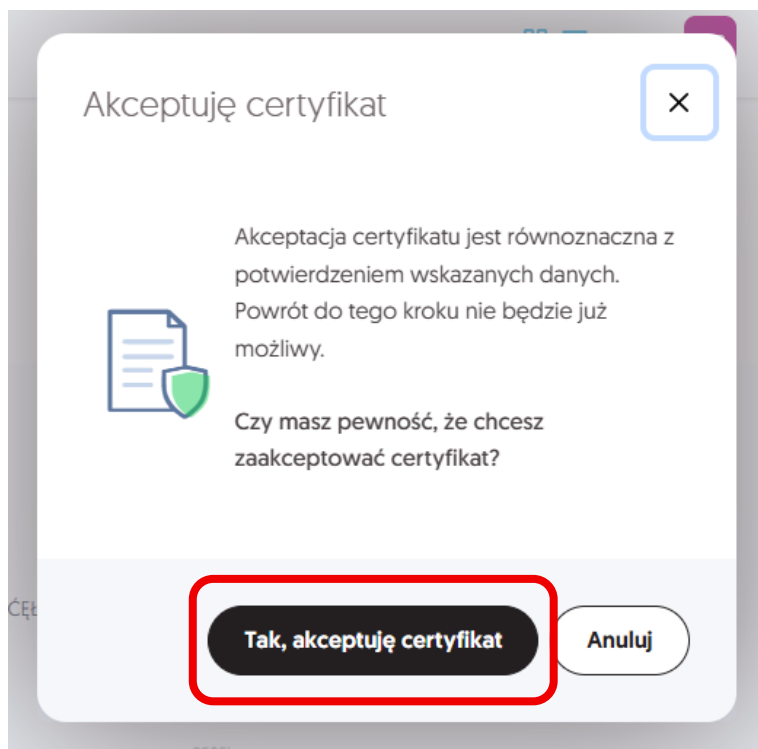 Akceptuję certyfikat
Akceptacja certyfikatu jest równoznaczna z
potwierdzeniem wskazanych danych.
Powrót do tego kroku nie będzie już
możliwy.
Czy masz pewność, że chcesz
zaakceptować certyfikat?
ĆĘŁ
Tak, akceptuję certyfikat
Anuluj